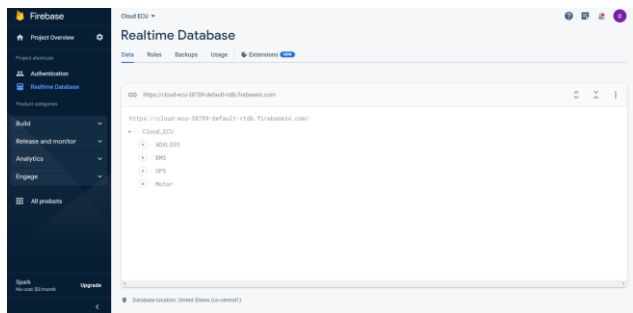 Firebase
Project Overview
Project shortcuts
Authentication
Realtime Database
Product categories
Build
Release and monitor
Analytics
Engage
All products
Spark
No cost $0/month
Upgrade
Cloud ECU
Realtime Database
Data Rules Backups Usage Extensions NEW
https://cloud-ecu-38789-default-rtdb.firebaseio.com
https://cloud-ecu-38789-default-rtdb.firebaseio.com/
Cloud_ECU
ADXL335
BMS
GPS
Motor
Database location: United States (us-central1)
E